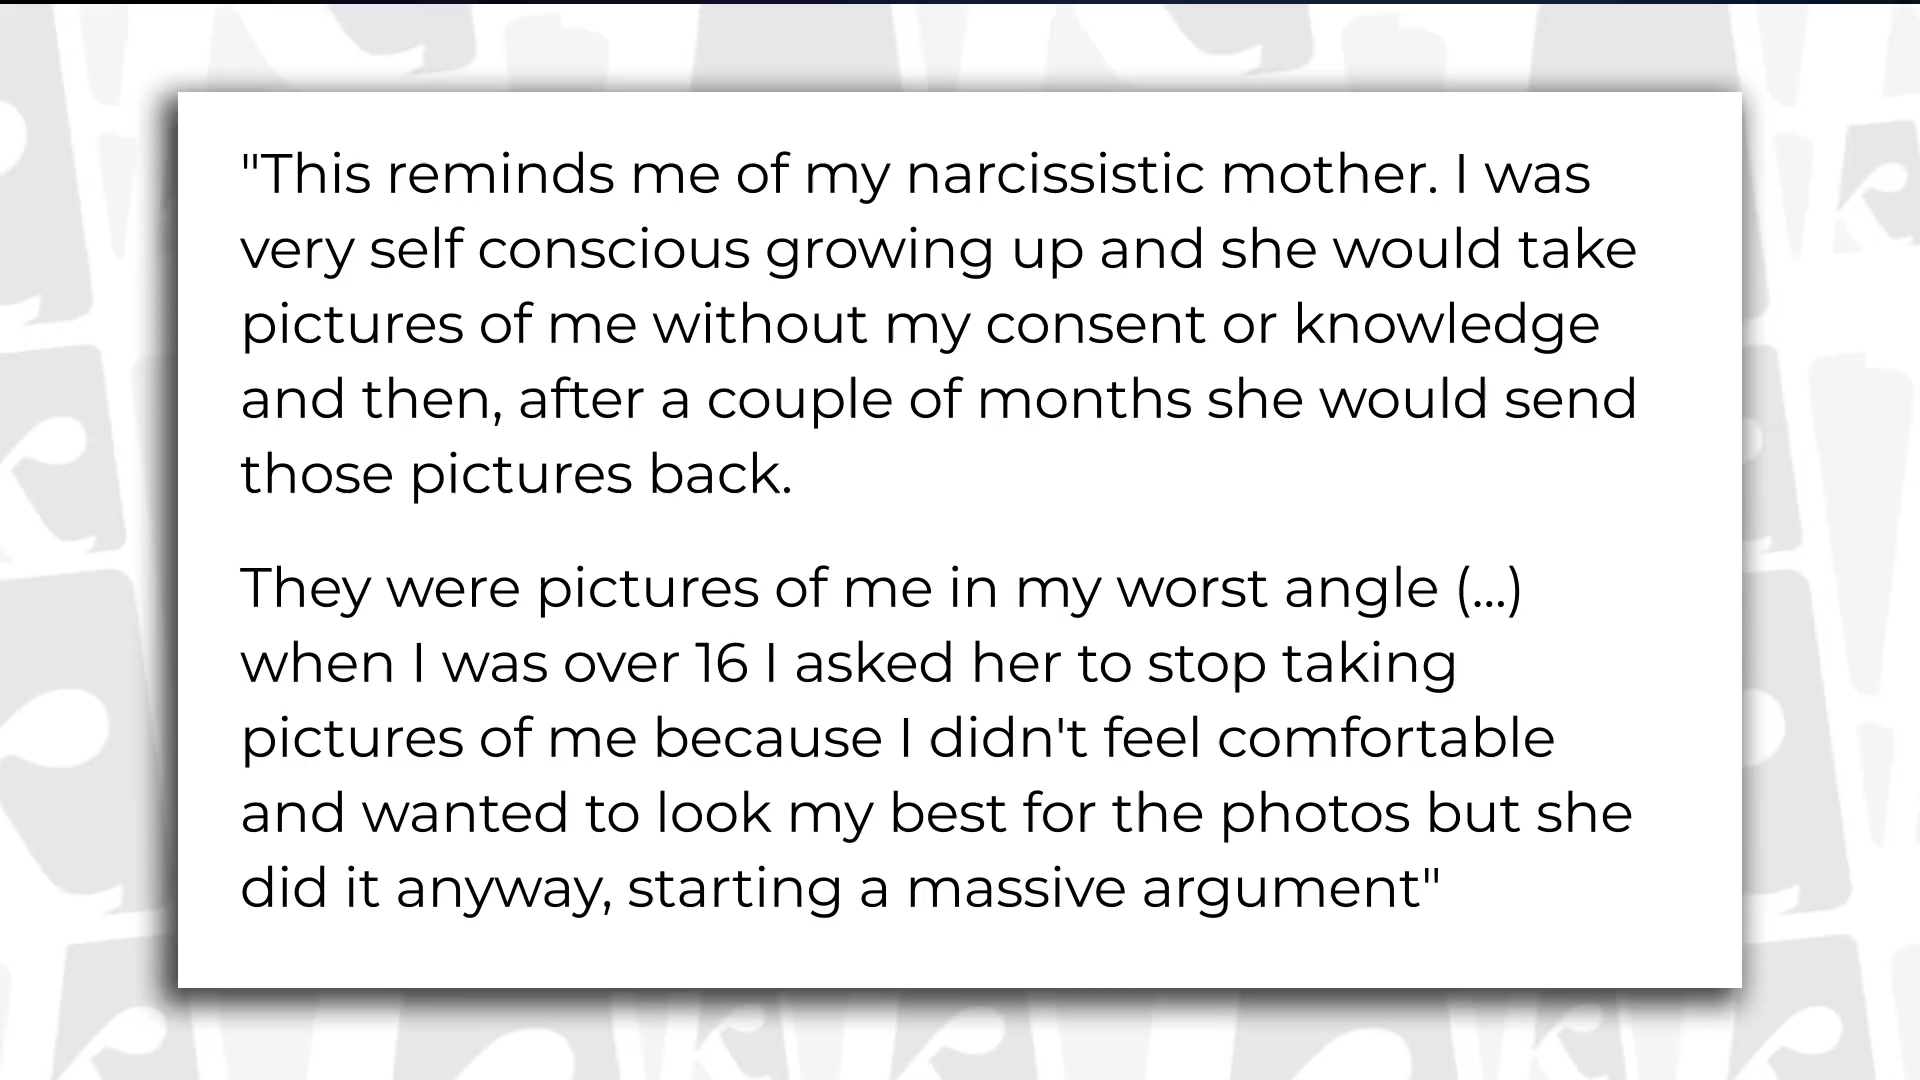 "This reminds me of my narcissistic mother. I was
very self conscious growing up and she would take
pictures of me without my consent or knowledge
and then, after a couple of months she would send
those pictures back.
They were pictures of me in my worst angle (...)
when I was over 16 I asked her to stop taking
pictures of me because I didn't feel comfortable
and wanted to look my best for the photos but she
did it anyway, starting a massive argument"